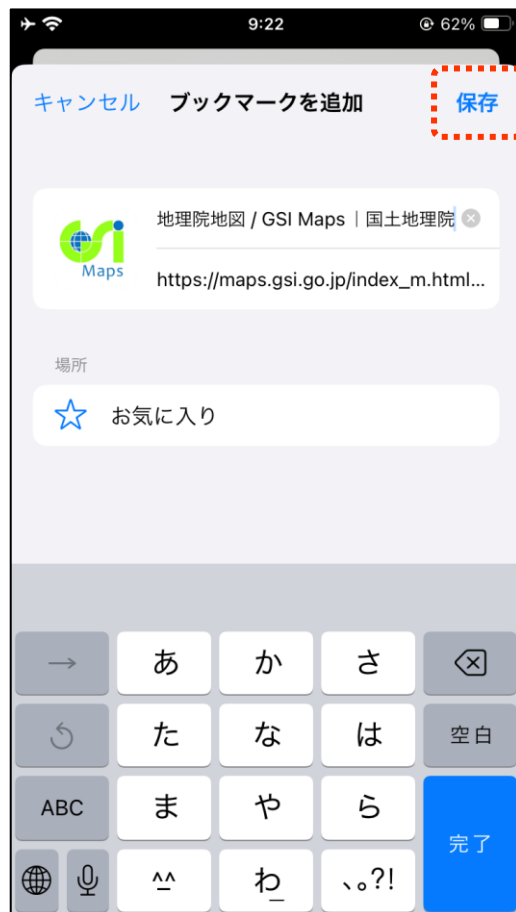 9:22
62%
キャンセル ブックマークを追加 保存
地理院地図 / GSI Maps｜国土地理院
GSI
Maps
https://maps.gsi.go.jp/index_m.html...
場所
お気に入り
→ あ か さ
た な は 空白
ABC ま や ら
完了
^^ わ 、。?!